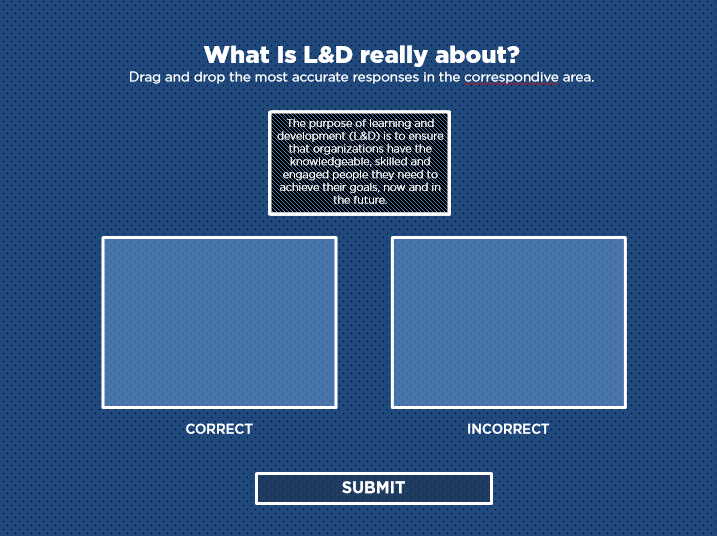 What Is L&D really about?
Drag and drop the most accurate responses in the correspondive area.
The purpose of learning and
development (L&D) is to ensure
that organizations have the
knowledgeable, skilled and
engaged people they need to
achieve their goals, now and in
the future.
CORRECT
INCORRECT
SUBMIT